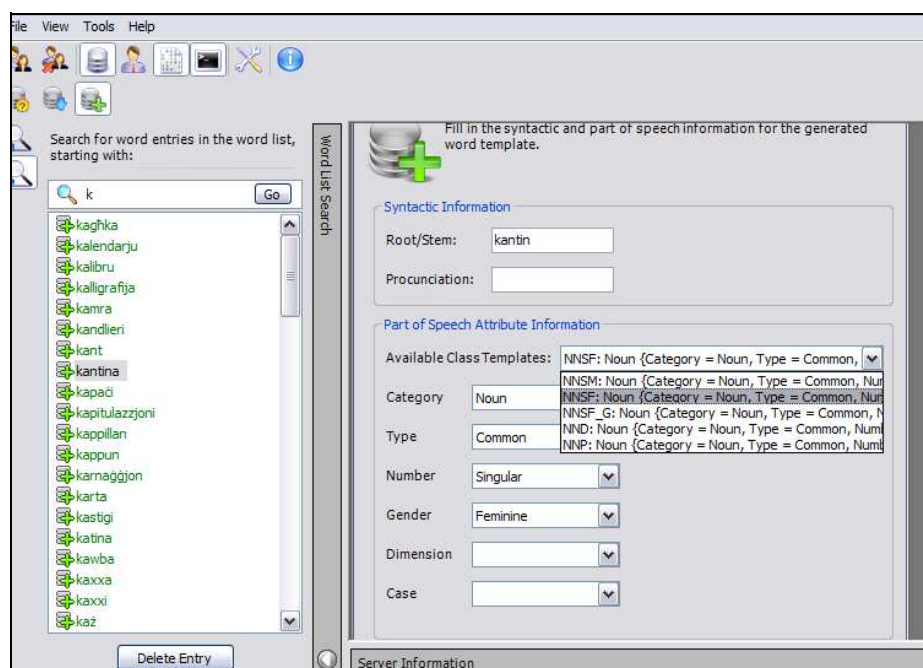 File View Tools Help
Search for word entries in the word list,
starting with:
k
Go
kagħka
kalendarju
kalibru
kalligrafija
kamra
kandlieri
kant
kantina
kapaċi
kapitulazzjoni
kappillan
kappun
karnaġġjon
karta
kastigi
katina
kawba
kaxxa
kaxxi
każ
Delete Entry
Word List Search
Fill in the syntactic and part of speech information for the generated
word template.
Syntactic Information
Root/Stem: kantin
Procunciation:
Part of Speech Attribute Information
Available Class Templates: NNSF: Noun {Category = Noun, Type = Common,
NNSM: Noun {Category = Noun, Type = Common, Num
NNSF: Noun {Category = Noun, Type = Common, Num
NNSF_G: Noun {Category = Noun, Type = Common, N
NND: Noun {Category = Noun, Type = Common, Numb
NNP: Noun {Category = Noun, Type = Common, Numb
Category Noun
Type Common
Number Singular
Gender Feminine
Dimension
Case
Server Information